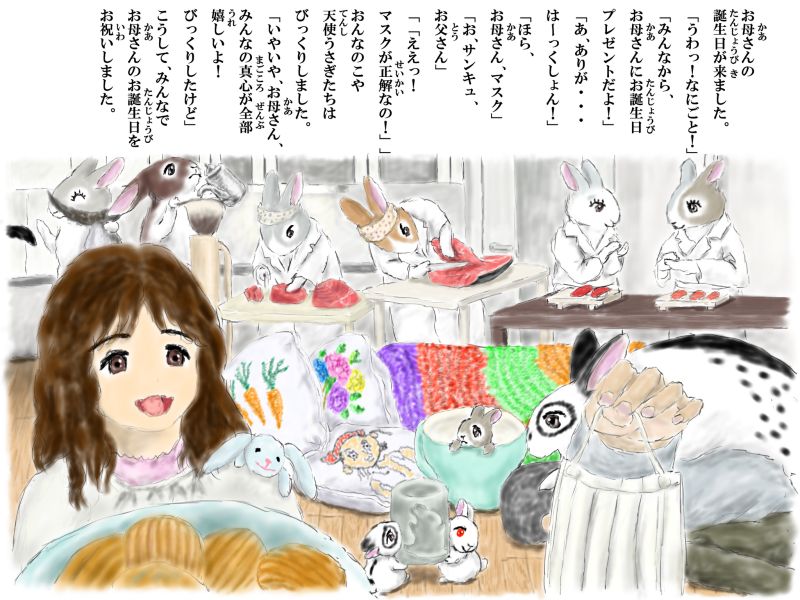 お母さんの
誕生日が来ました。
「うわっ！なにごと！」
「みんなから、
お母さんにお誕生日
プレゼントだよ！」
「あ、ありが・・・
は〜っくしょん！」
「ほら、
お母さん、マスク」
「お、サンキュ、
お父さん」
「「ええっ！
マスクが正解なの！」」
おんなのこや
天使うさぎたちは
びっくりしました。
「いやいや、お母さん、
みんなの真心が全部
嬉しいよ！
びっくりしたけど」
こうして、みんなで
お母さんのお誕生日を
お祝いしました。